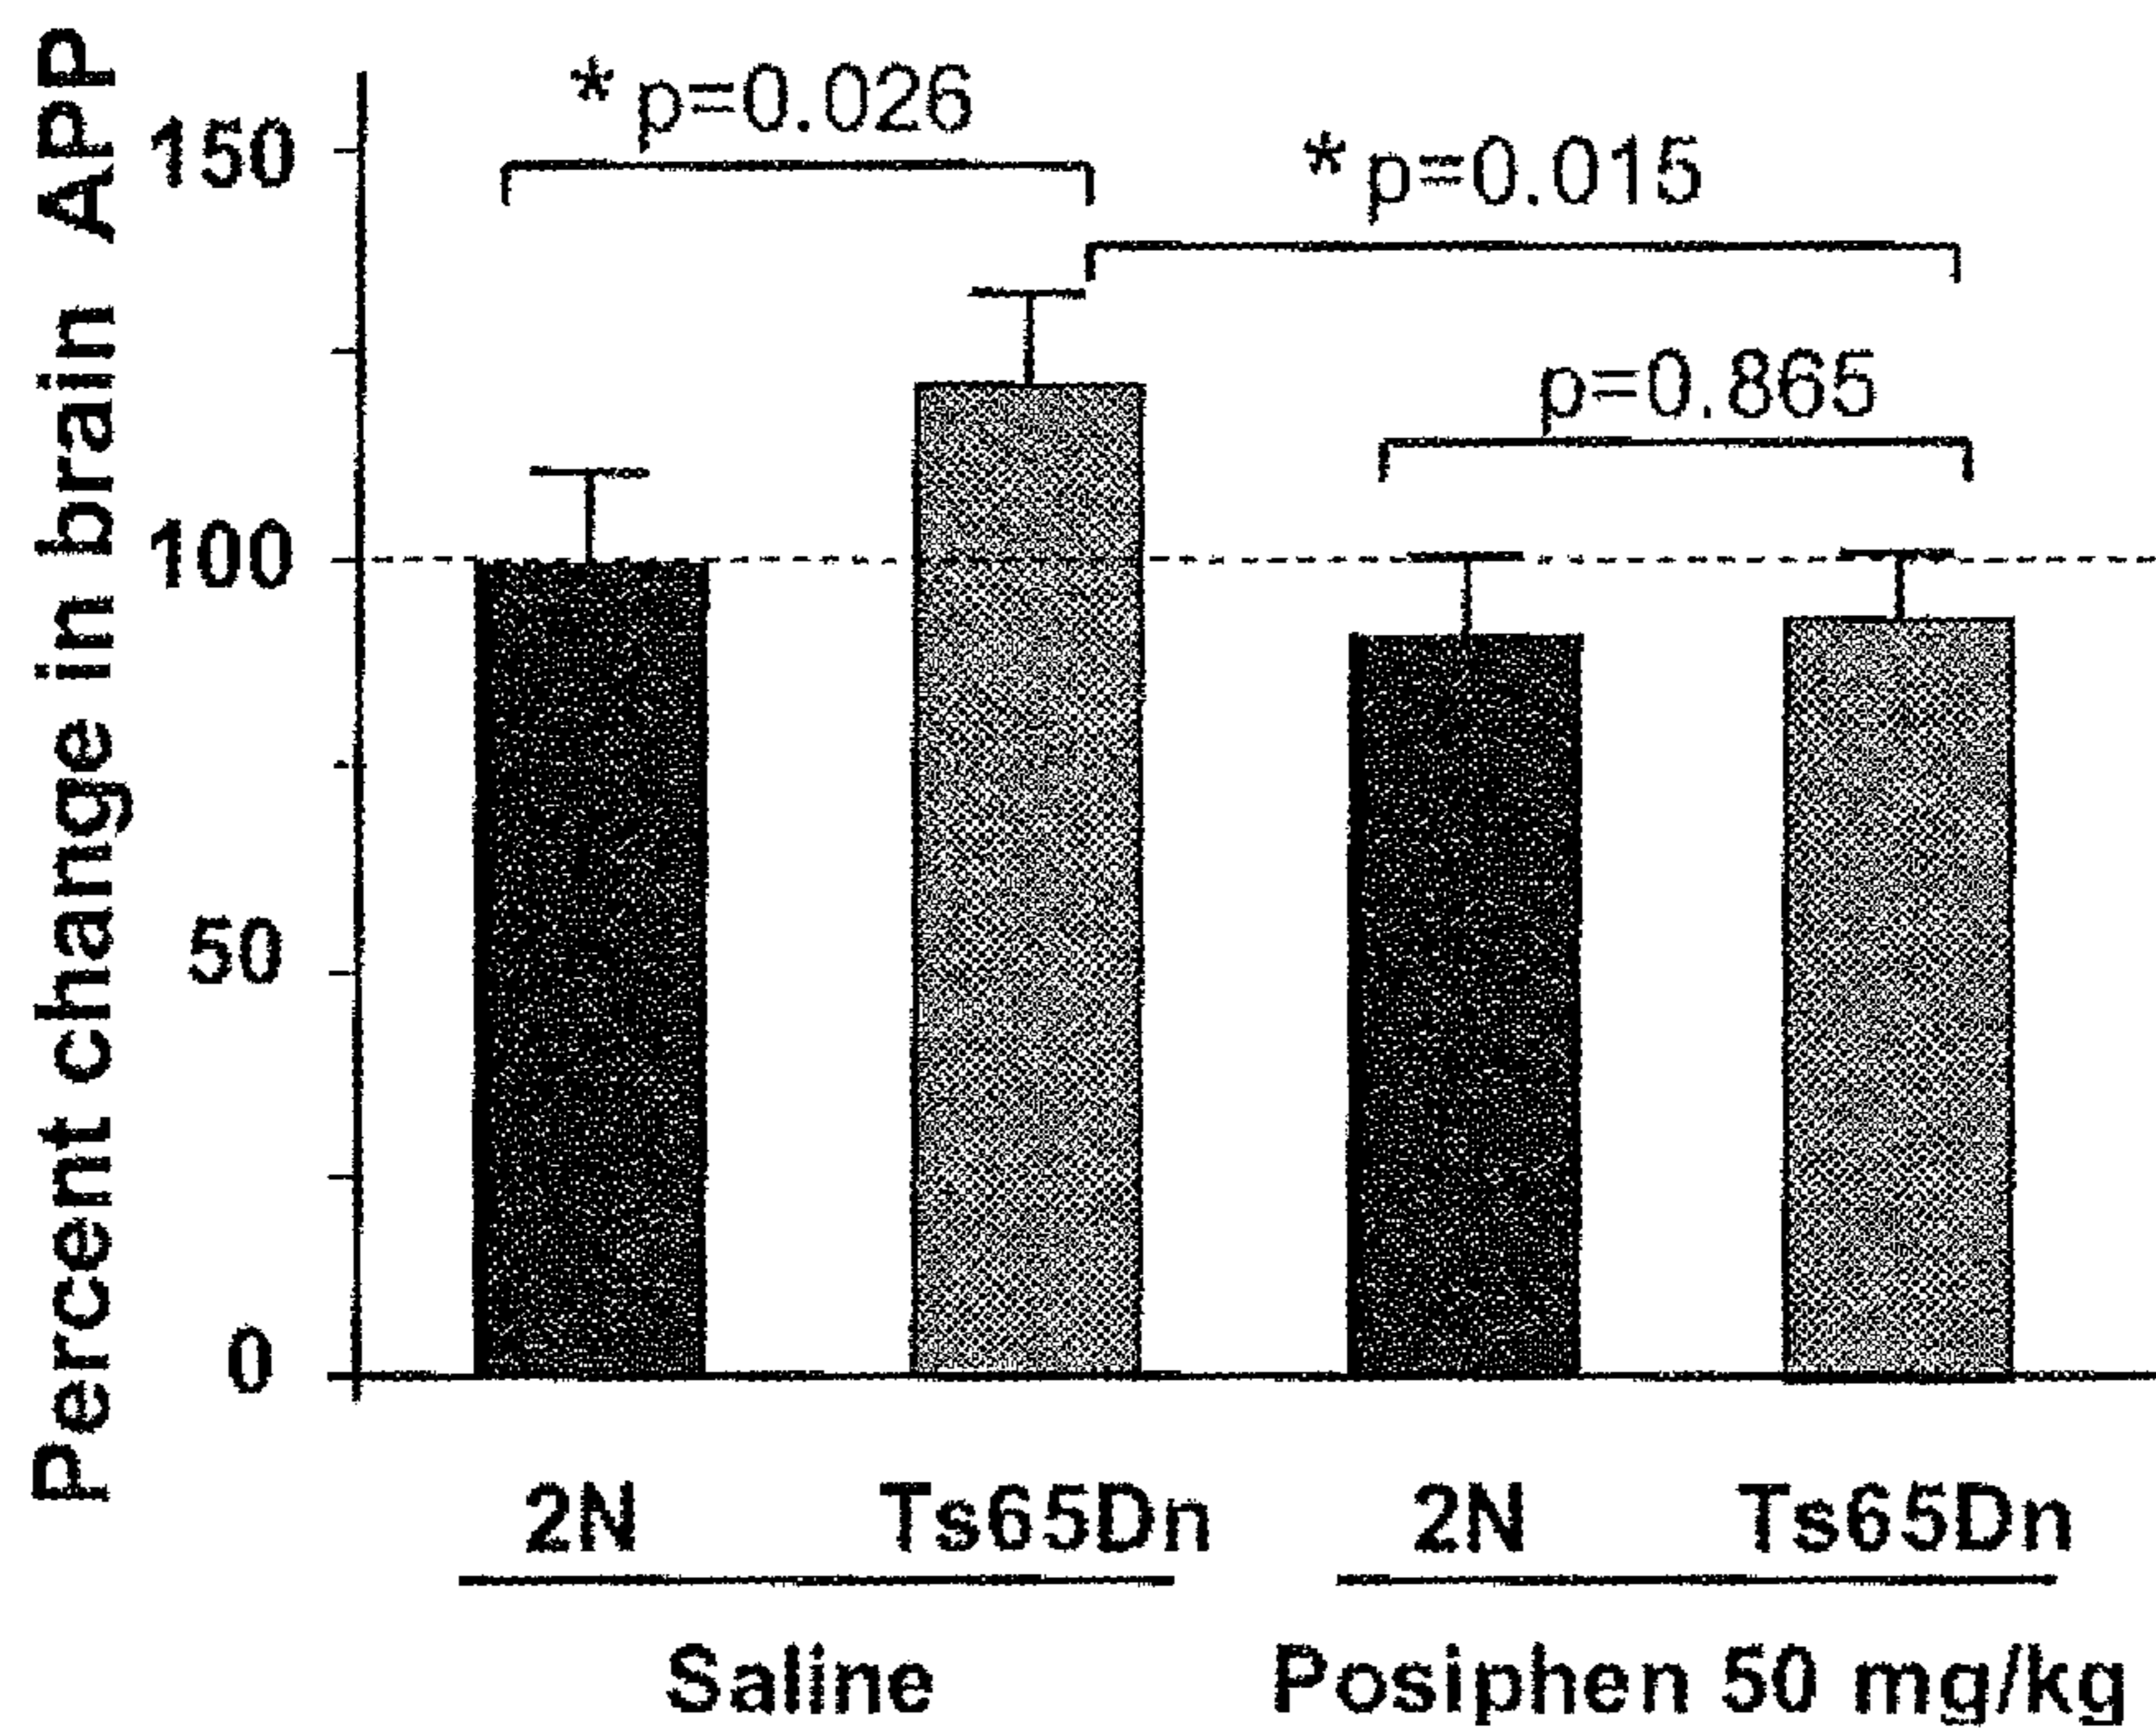 Percent change in brain APP
150
100
50
0
* p=0.026
* p=0.015
p=0.865
2N Ts65Dn 2N Ts65Dn
Saline Posiphen 50 mg/kg